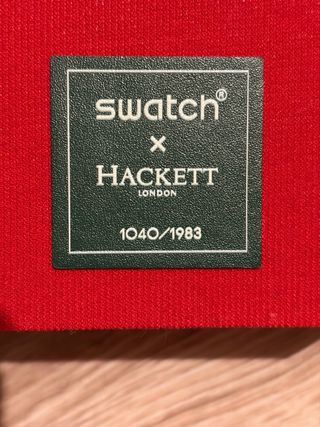 swatch®
x
HACKETT
LONDON
1040/1983